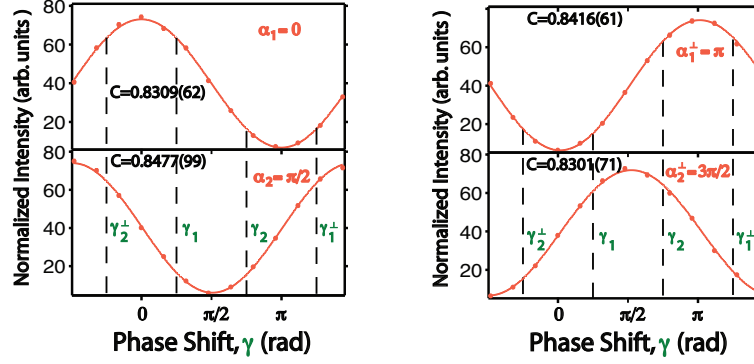 Normalized Intensity (arb. units)
80
60
40
20
α₁ = 0
C=0.8309(62)
80
60
40
20
C=0.8477(99)
α₂ = π/2
γ₂⊥
γ₁
γ₂
γ₁⊥
0
π/2
π
Phase Shift, γ (rad)
Normalized Intensity (arb. units)
80
60
40
20
C=0.8416(61)
α₁⊥=π
80
60
40
20
C=0.8301(71)
α₂⊥=3π/2
γ₂⊥
γ₁
γ₂
γ₁⊥
0
π/2
π
Phase Shift, γ (rad)